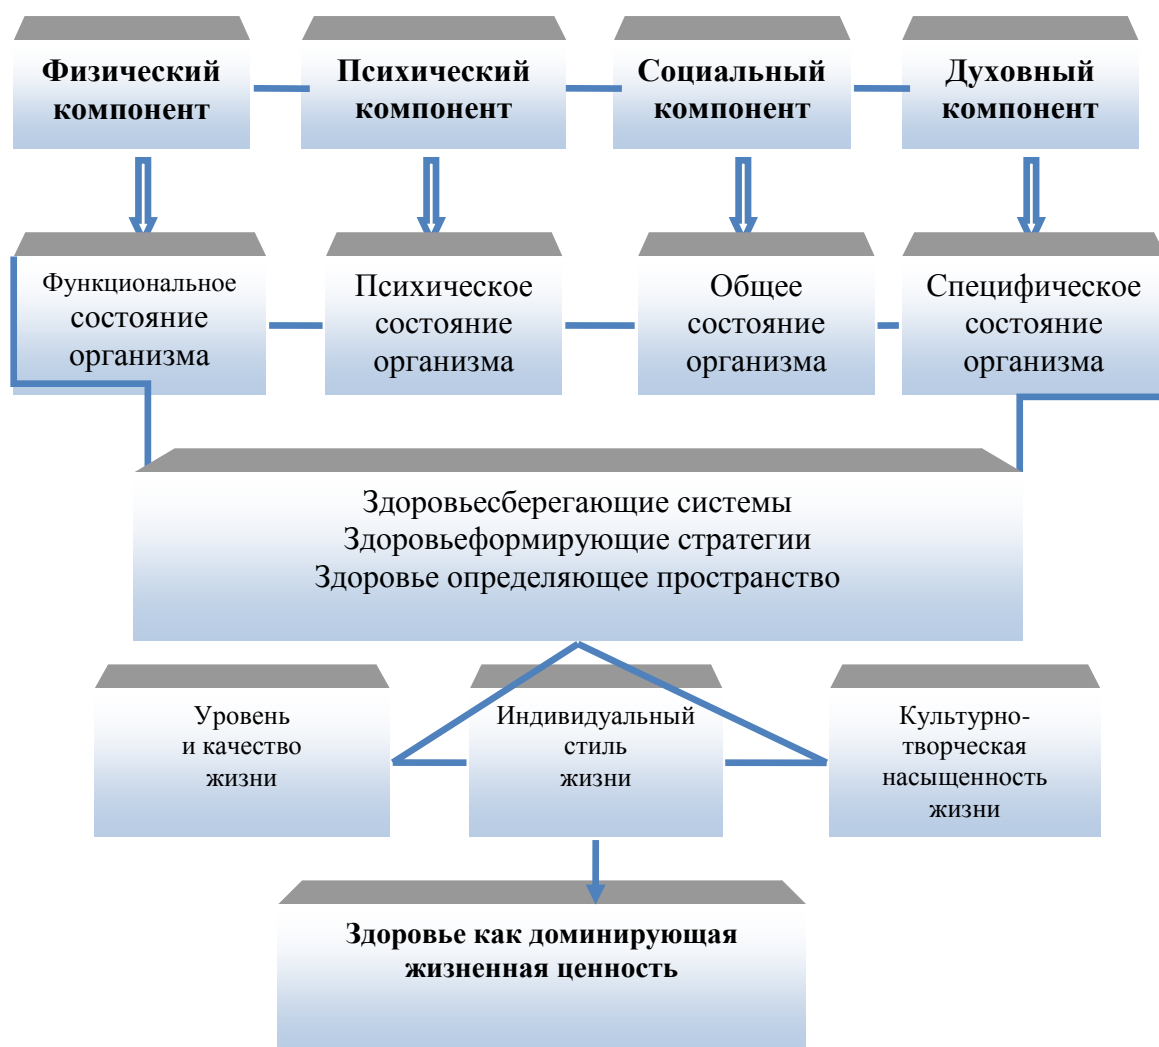 Физический
компонент
Психический
компонент
Социальный
компонент
Духовный
компонент
Функциональное
состояние
организма
Психическое
состояние
организма
Общее
состояние
организма
Специфическое
состояние
организма
Здоровьесберегающие системы
Здоровьеформирующие стратегии
Здоровье определяющее пространство
Уровень
и качество
жизни
Индивидуальный
стиль
жизни
Культурно-
творческая
насыщенность
жизни
Здоровье как доминирующая
жизненная ценность